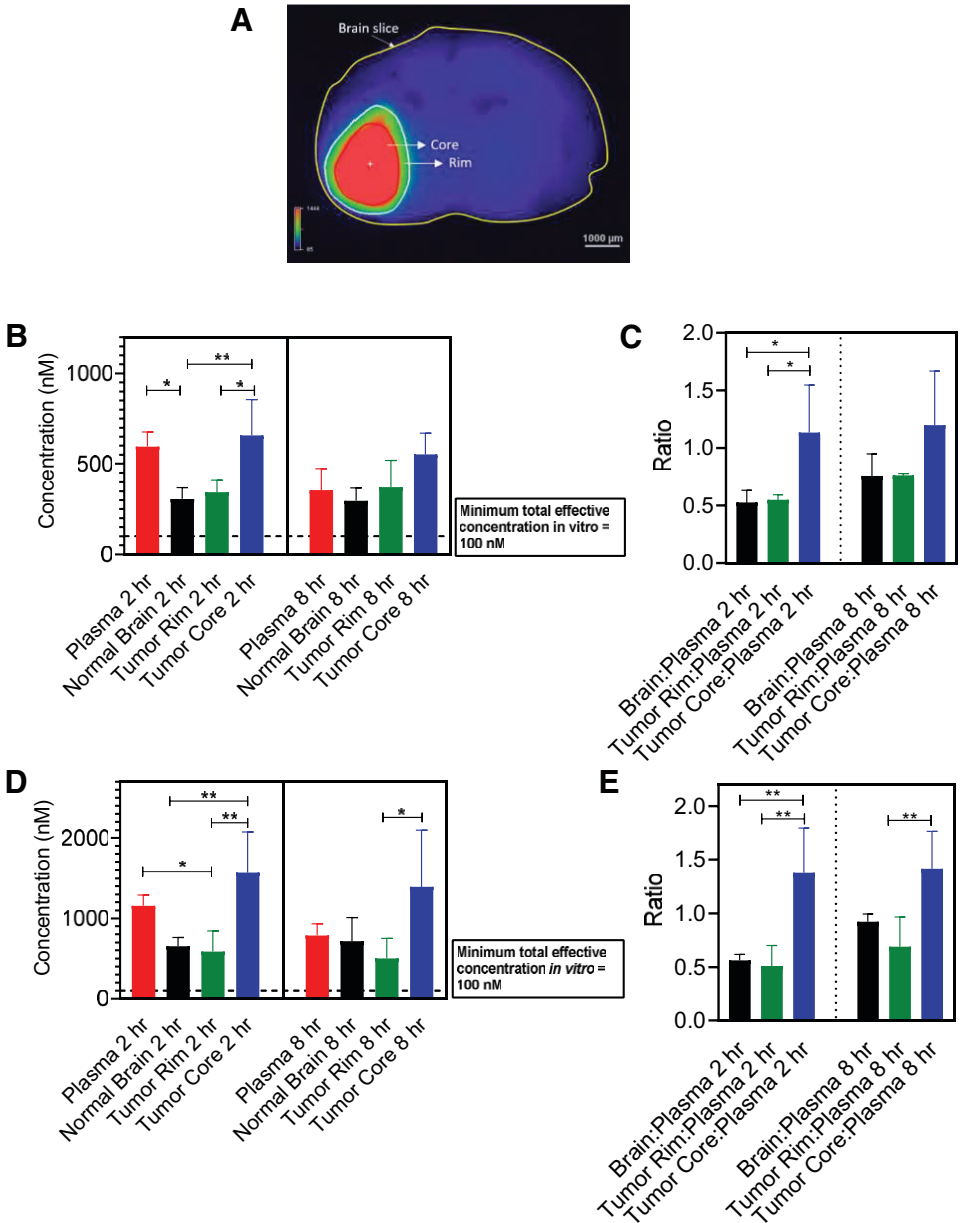 A
Brain slice
Core
Rim
1000 µm
B
Concentration (nM)
1000
500
0
**
*
*
Minimum total effective
concentration in vitro =
100 nM
Plasma 2 hr
Normal Brain 2 hr
Tumor Rim 2 hr
Tumor Core 2 hr
Plasma 8 hr
Normal Brain 8 hr
Tumor Rim 8 hr
Tumor Core 8 hr
C
Ratio
2.0
1.5
1.0
0.5
0.0
*
*
Brain:Plasma 2 hr
Tumor Rim:Plasma 2 hr
Tumor Core:Plasma 2 hr
Brain:Plasma 8 hr
Tumor Rim:Plasma 8 hr
Tumor Core:Plasma 8 hr
D
Concentration (nM)
2000
1000
0
**
**
*
*
Minimum total effective
concentration in vitro =
100 nM
Plasma 2 hr
Normal Brain 2 hr
Tumor Rim 2 hr
Tumor Core 2 hr
Plasma 8 hr
Normal Brain 8 hr
Tumor Rim 8 hr
Tumor Core 8 hr
E
Ratio
2.0
1.5
1.0
0.5
0.0
**
**
**
Brain:Plasma 2 hr
Tumor Rim:Plasma 2 hr
Tumor Core:Plasma 2 hr
Brain:Plasma 8 hr
Tumor Rim:Plasma 8 hr
Tumor Core:Plasma 8 hr